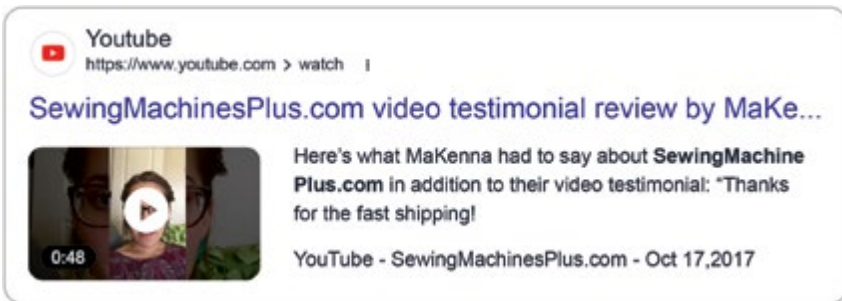 Youtube
https://www.youtube.com > watch ⋮
SewingMachinesPlus.com video testimonial review by MaKe...
Here's what MaKenna had to say about SewingMachine
Plus.com in addition to their video testimonial: "Thanks
for the fast shipping!
0:48
YouTube - SewingMachinesPlus.com - Oct 17,2017